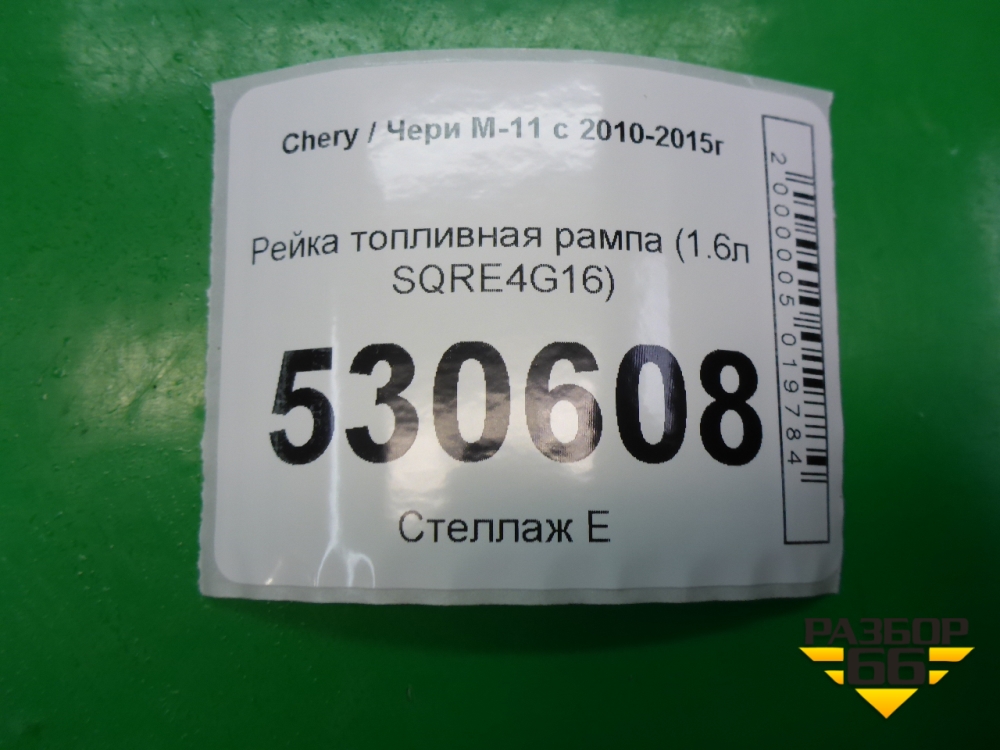 Chery / Чери М-11 с 2010-2015г
Рейка топливная рампа (1.6л
SQRE4G16)
530608
Стеллаж Е
2000005019784
РАЗБОР
66